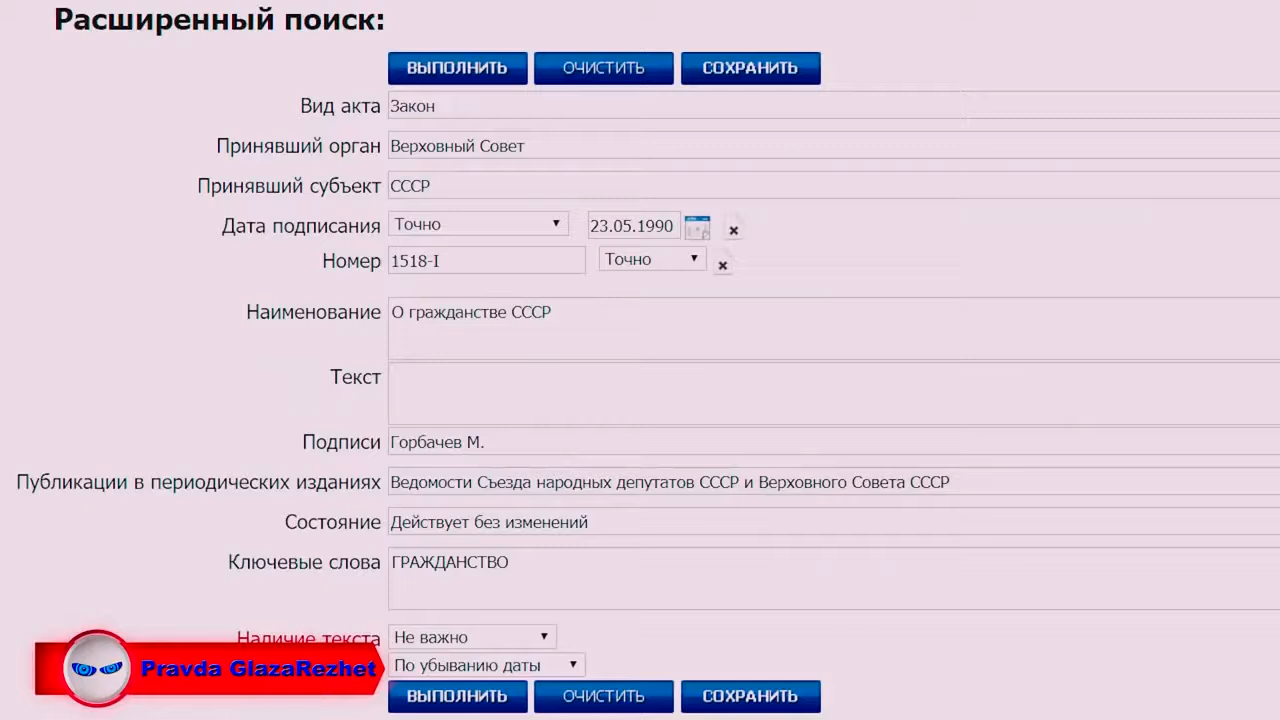 Расширенный поиск:
ВЫПОЛНИТЬ ОЧИСТИТЬ СОХРАНИТЬ
Вид акта Закон
Принявший орган Верховный Совет
Принявший субъект СССР
Дата подписания Точно 23.05.1990
Номер 1518-I Точно
Наименование О гражданстве СССР
Текст
Подписи Горбачев М.
Публикации в периодических изданиях Ведомости Съезда народных депутатов СССР и Верховного Совета СССР
Состояние Действует без изменений
Ключевые слова ГРАЖДАНСТВО
Наличие текста Не важно
Pravda GlazaRezhet По убыванию даты
ВЫПОЛНИТЬ ОЧИСТИТЬ СОХРАНИТЬ